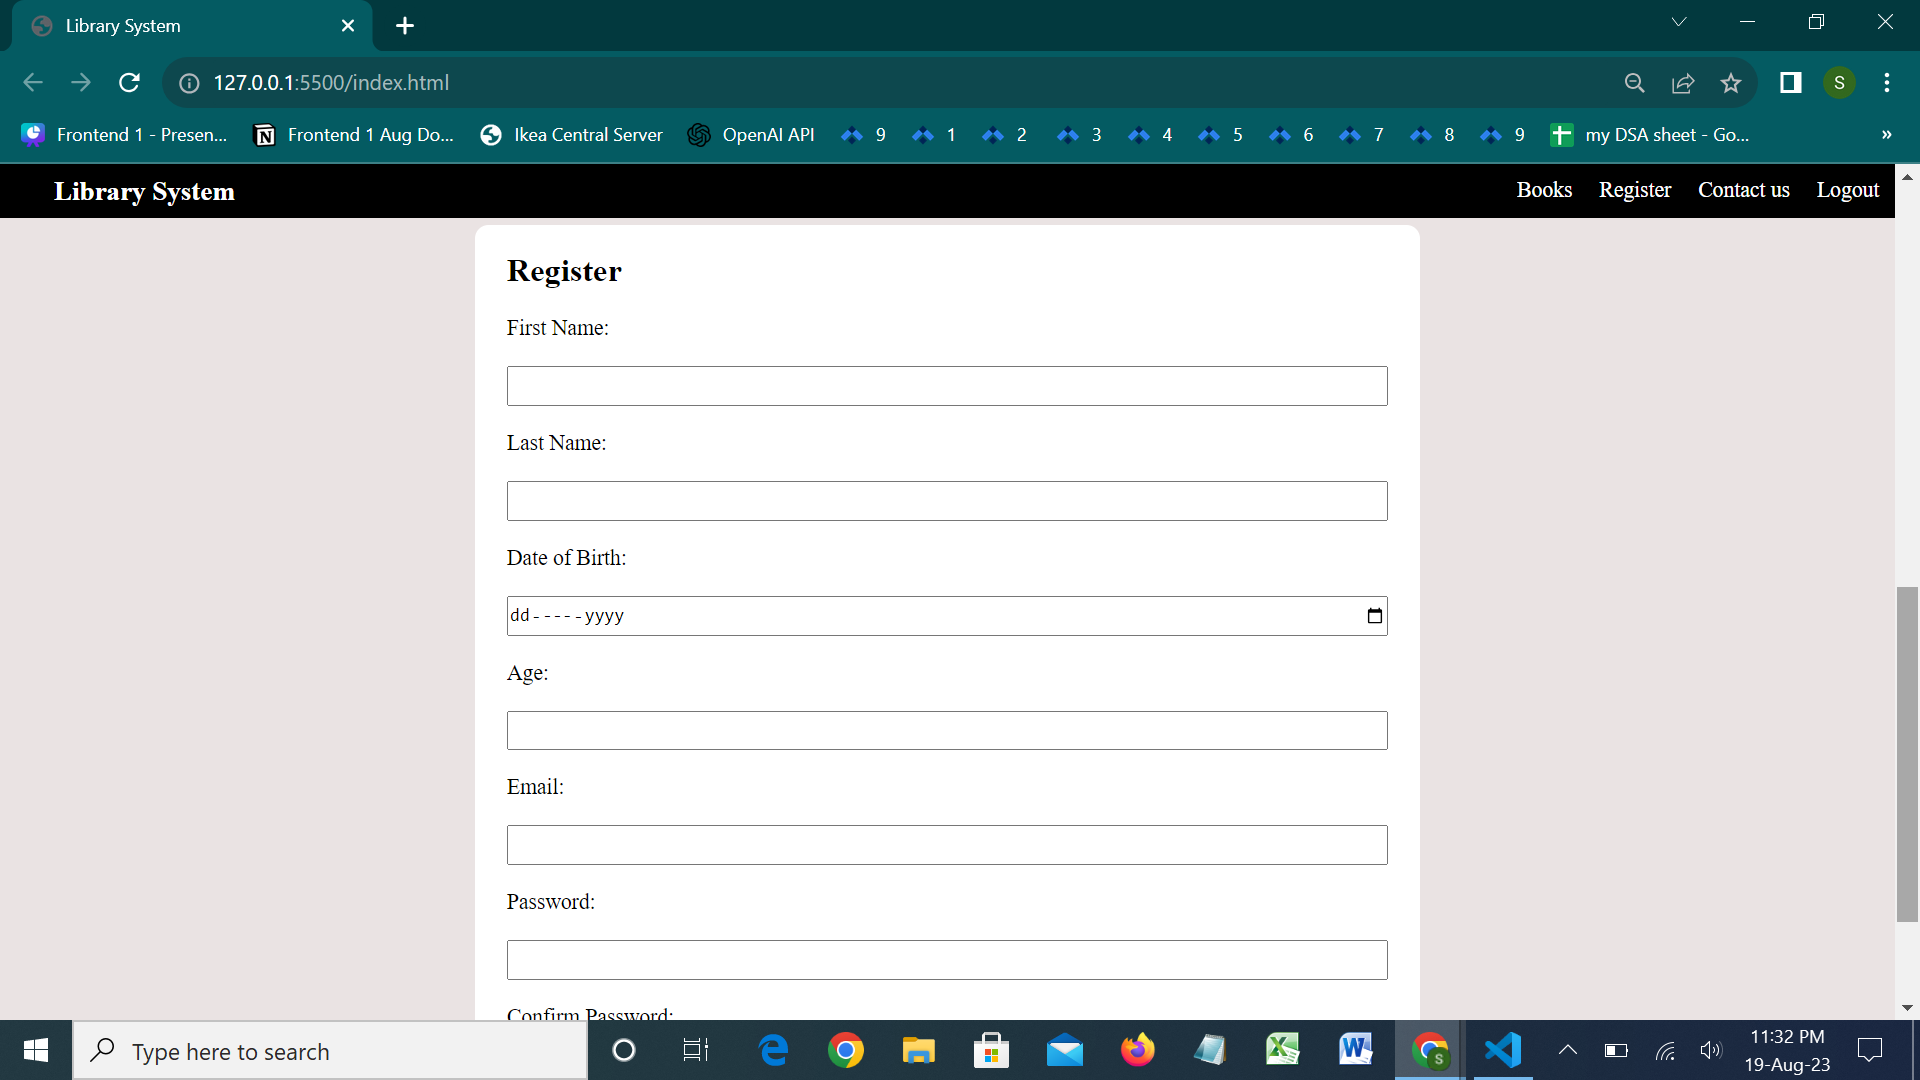 Library System
127.0.0.1:5500/index.html
S
Frontend 1 - Presen... Frontend 1 Aug Do... Ikea Central Server OpenAI API 9 1 2 3 4 5 6 7 8 9 my DSA sheet - Go... »
Library System Books Register Contact us Logout
Register
First Name:
Last Name:
Date of Birth:
dd-----yyyy
Age:
Email:
Password:
Confirm Password:
Type here to search
11:32 PM
19-Aug-23